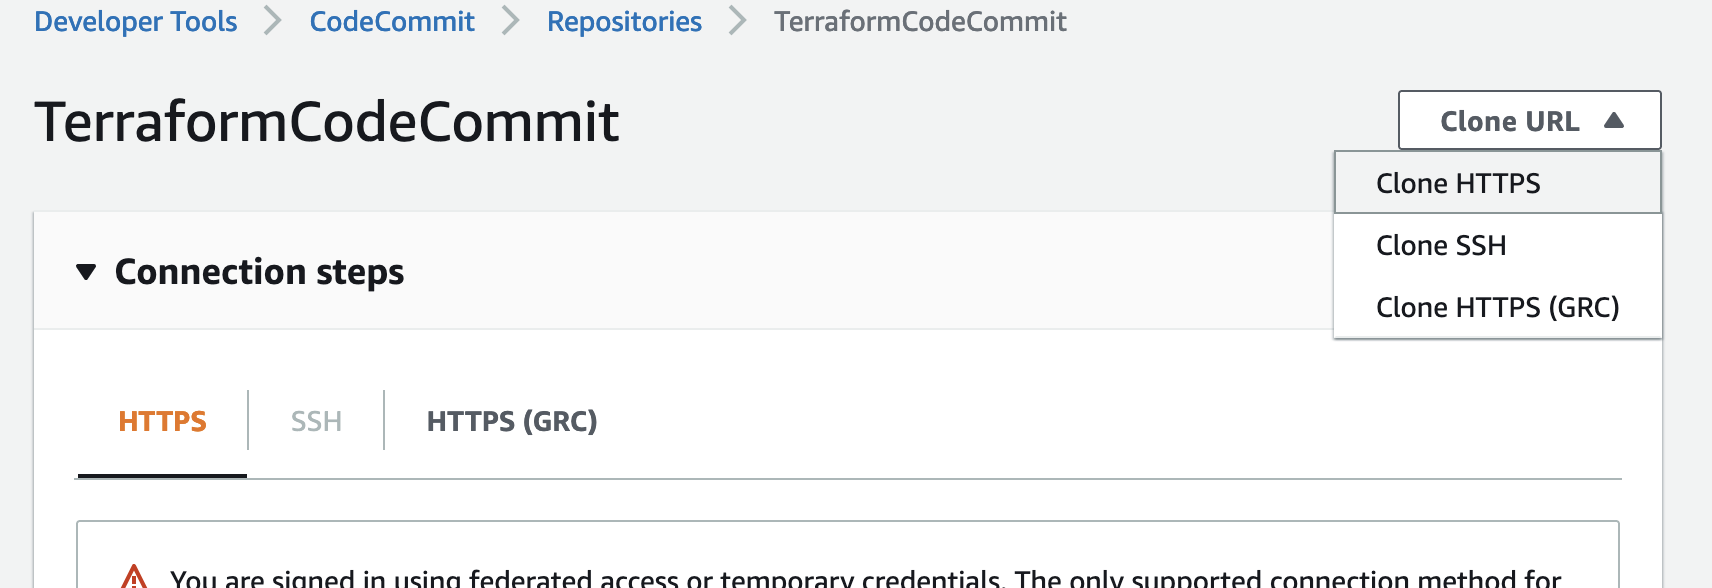 Developer Tools > CodeCommit > Repositories > TerraformCodeCommit
TerraformCodeCommit
Clone URL
Clone HTTPS
Clone SSH
Clone HTTPS (GRC)
Connection steps
HTTPS
SSH
HTTPS (GRC)
You are signed in using federated access or temporary credentials. The only supported connection method for